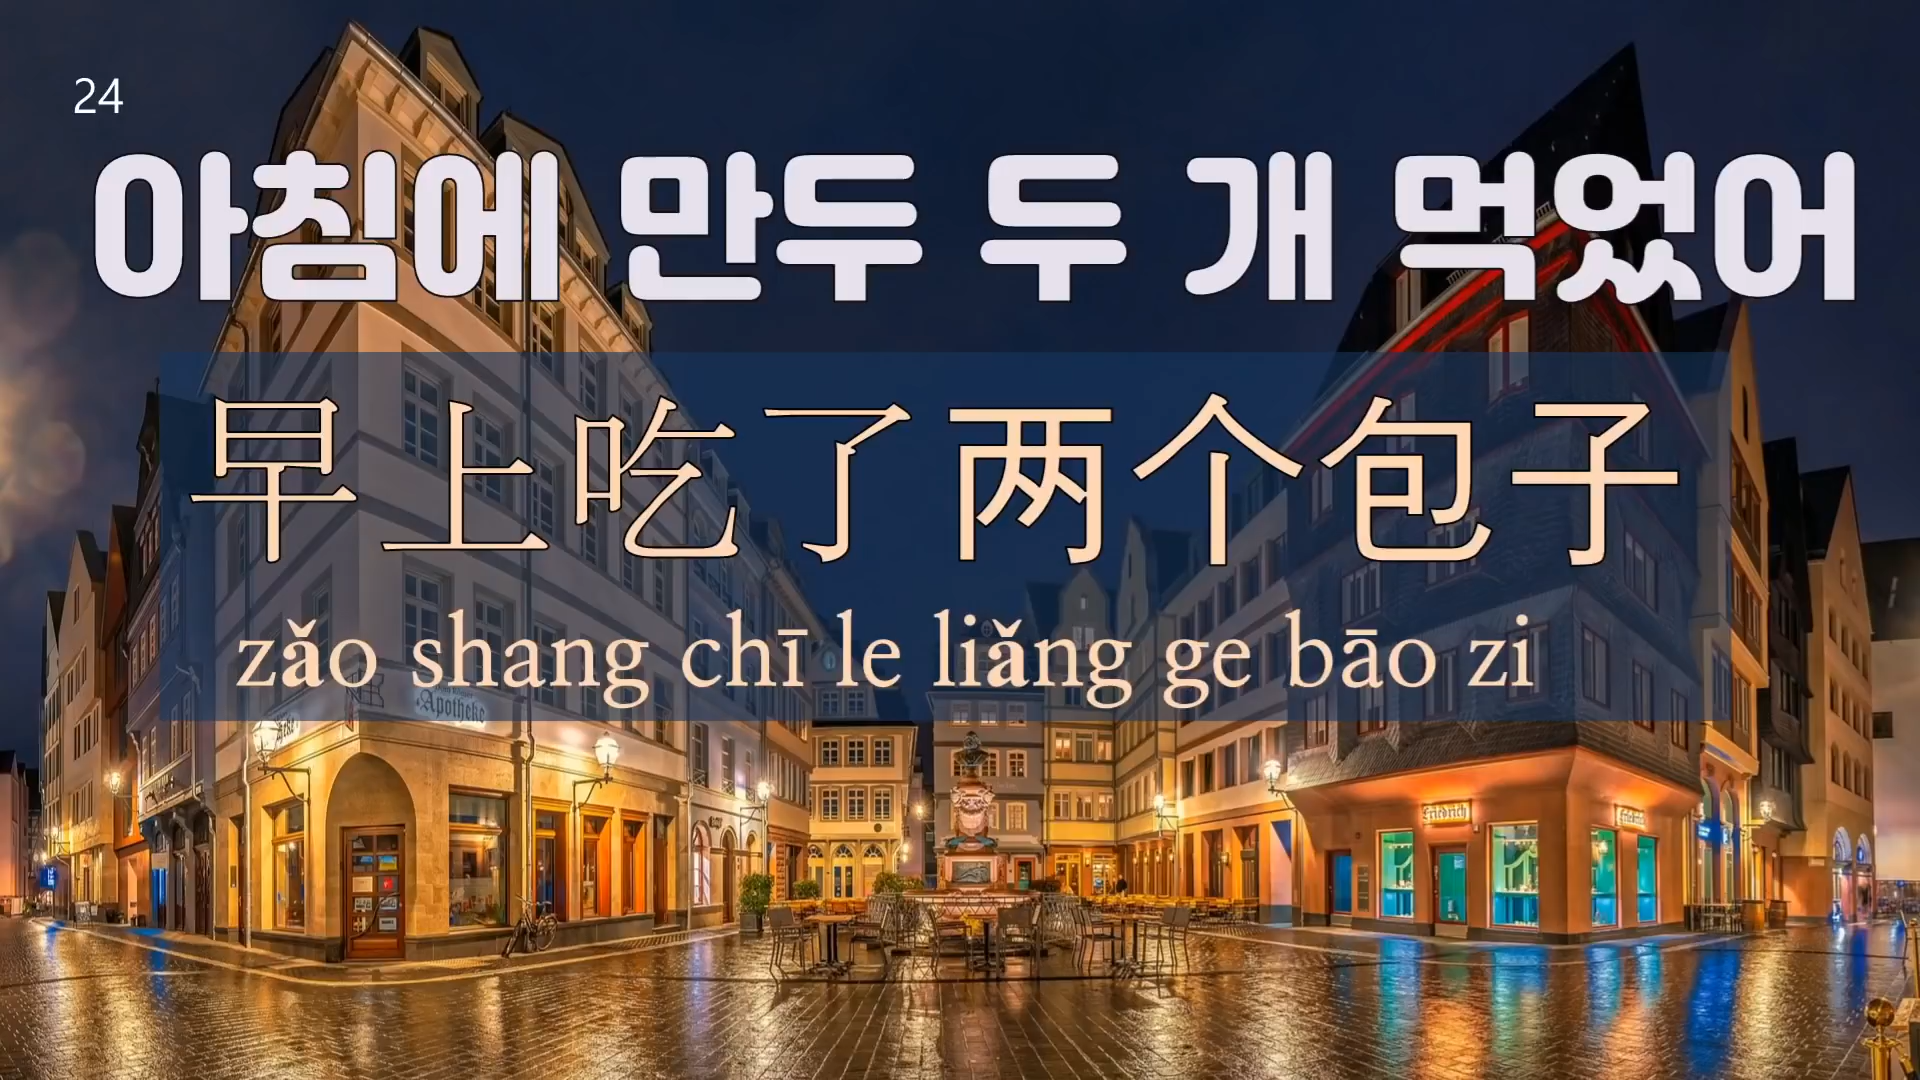 24
아침에 만두 두 개 먹었어
早上吃了两个包子
zǎo shang chī le liǎng ge bāo zi
Apotheke
Friedrich
Friedrich